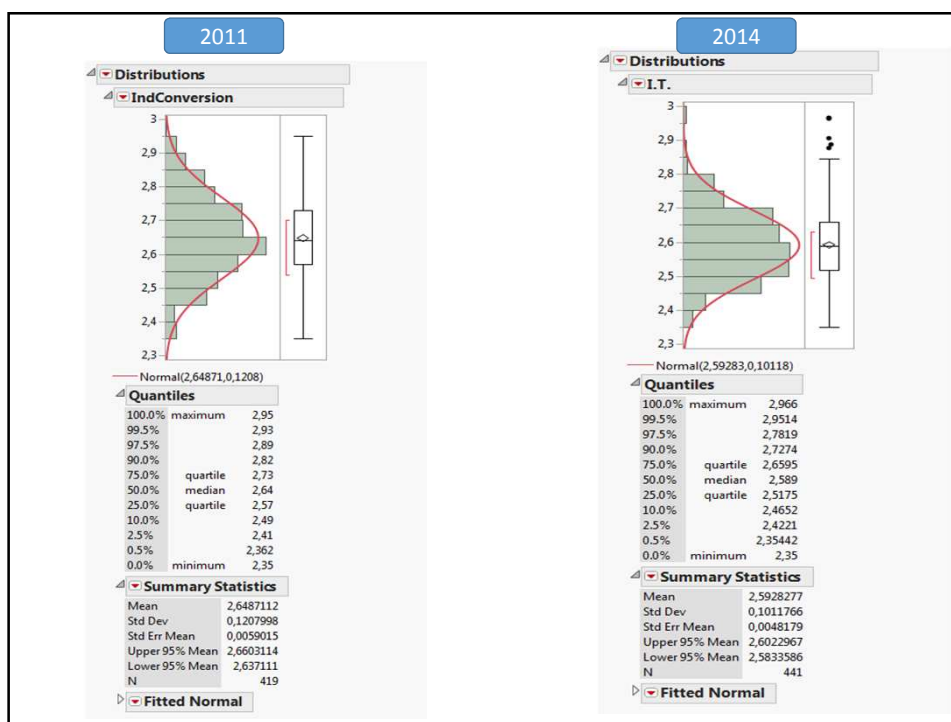 2011
Distributions
IndConversion
3
2,9
2,8
2,7
2,6
2,5
2,4
2,3
Normal(2,64871,0,1208)
Quantiles
100.0% maximum 2,95
99.5% 2,93
97.5% 2,89
90.0% 2,82
75.0% quartile 2,73
50.0% median 2,64
25.0% quartile 2,57
10.0% 2,49
2.5% 2,41
0.5% 2,362
0.0% minimum 2,35
Summary Statistics
Mean 2,6487112
Std Dev 0,1207998
Std Err Mean 0,0059015
Upper 95% Mean 2,6603114
Lower 95% Mean 2,637111
N 419
Fitted Normal
2014
Distributions
I.T.
3
2,9
2,8
2,7
2,6
2,5
2,4
2,3
Normal(2,59283,0,10118)
Quantiles
100.0% maximum 2,966
99.5% 2,9514
97.5% 2,7819
90.0% 2,7274
75.0% quartile 2,6595
50.0% median 2,589
25.0% quartile 2,5175
10.0% 2,4652
2.5% 2,4221
0.5% 2,35442
0.0% minimum 2,35
Summary Statistics
Mean 2,5928277
Std Dev 0,1011766
Std Err Mean 0,0048179
Upper 95% Mean 2,6022967
Lower 95% Mean 2,5833586
N 441
Fitted Normal